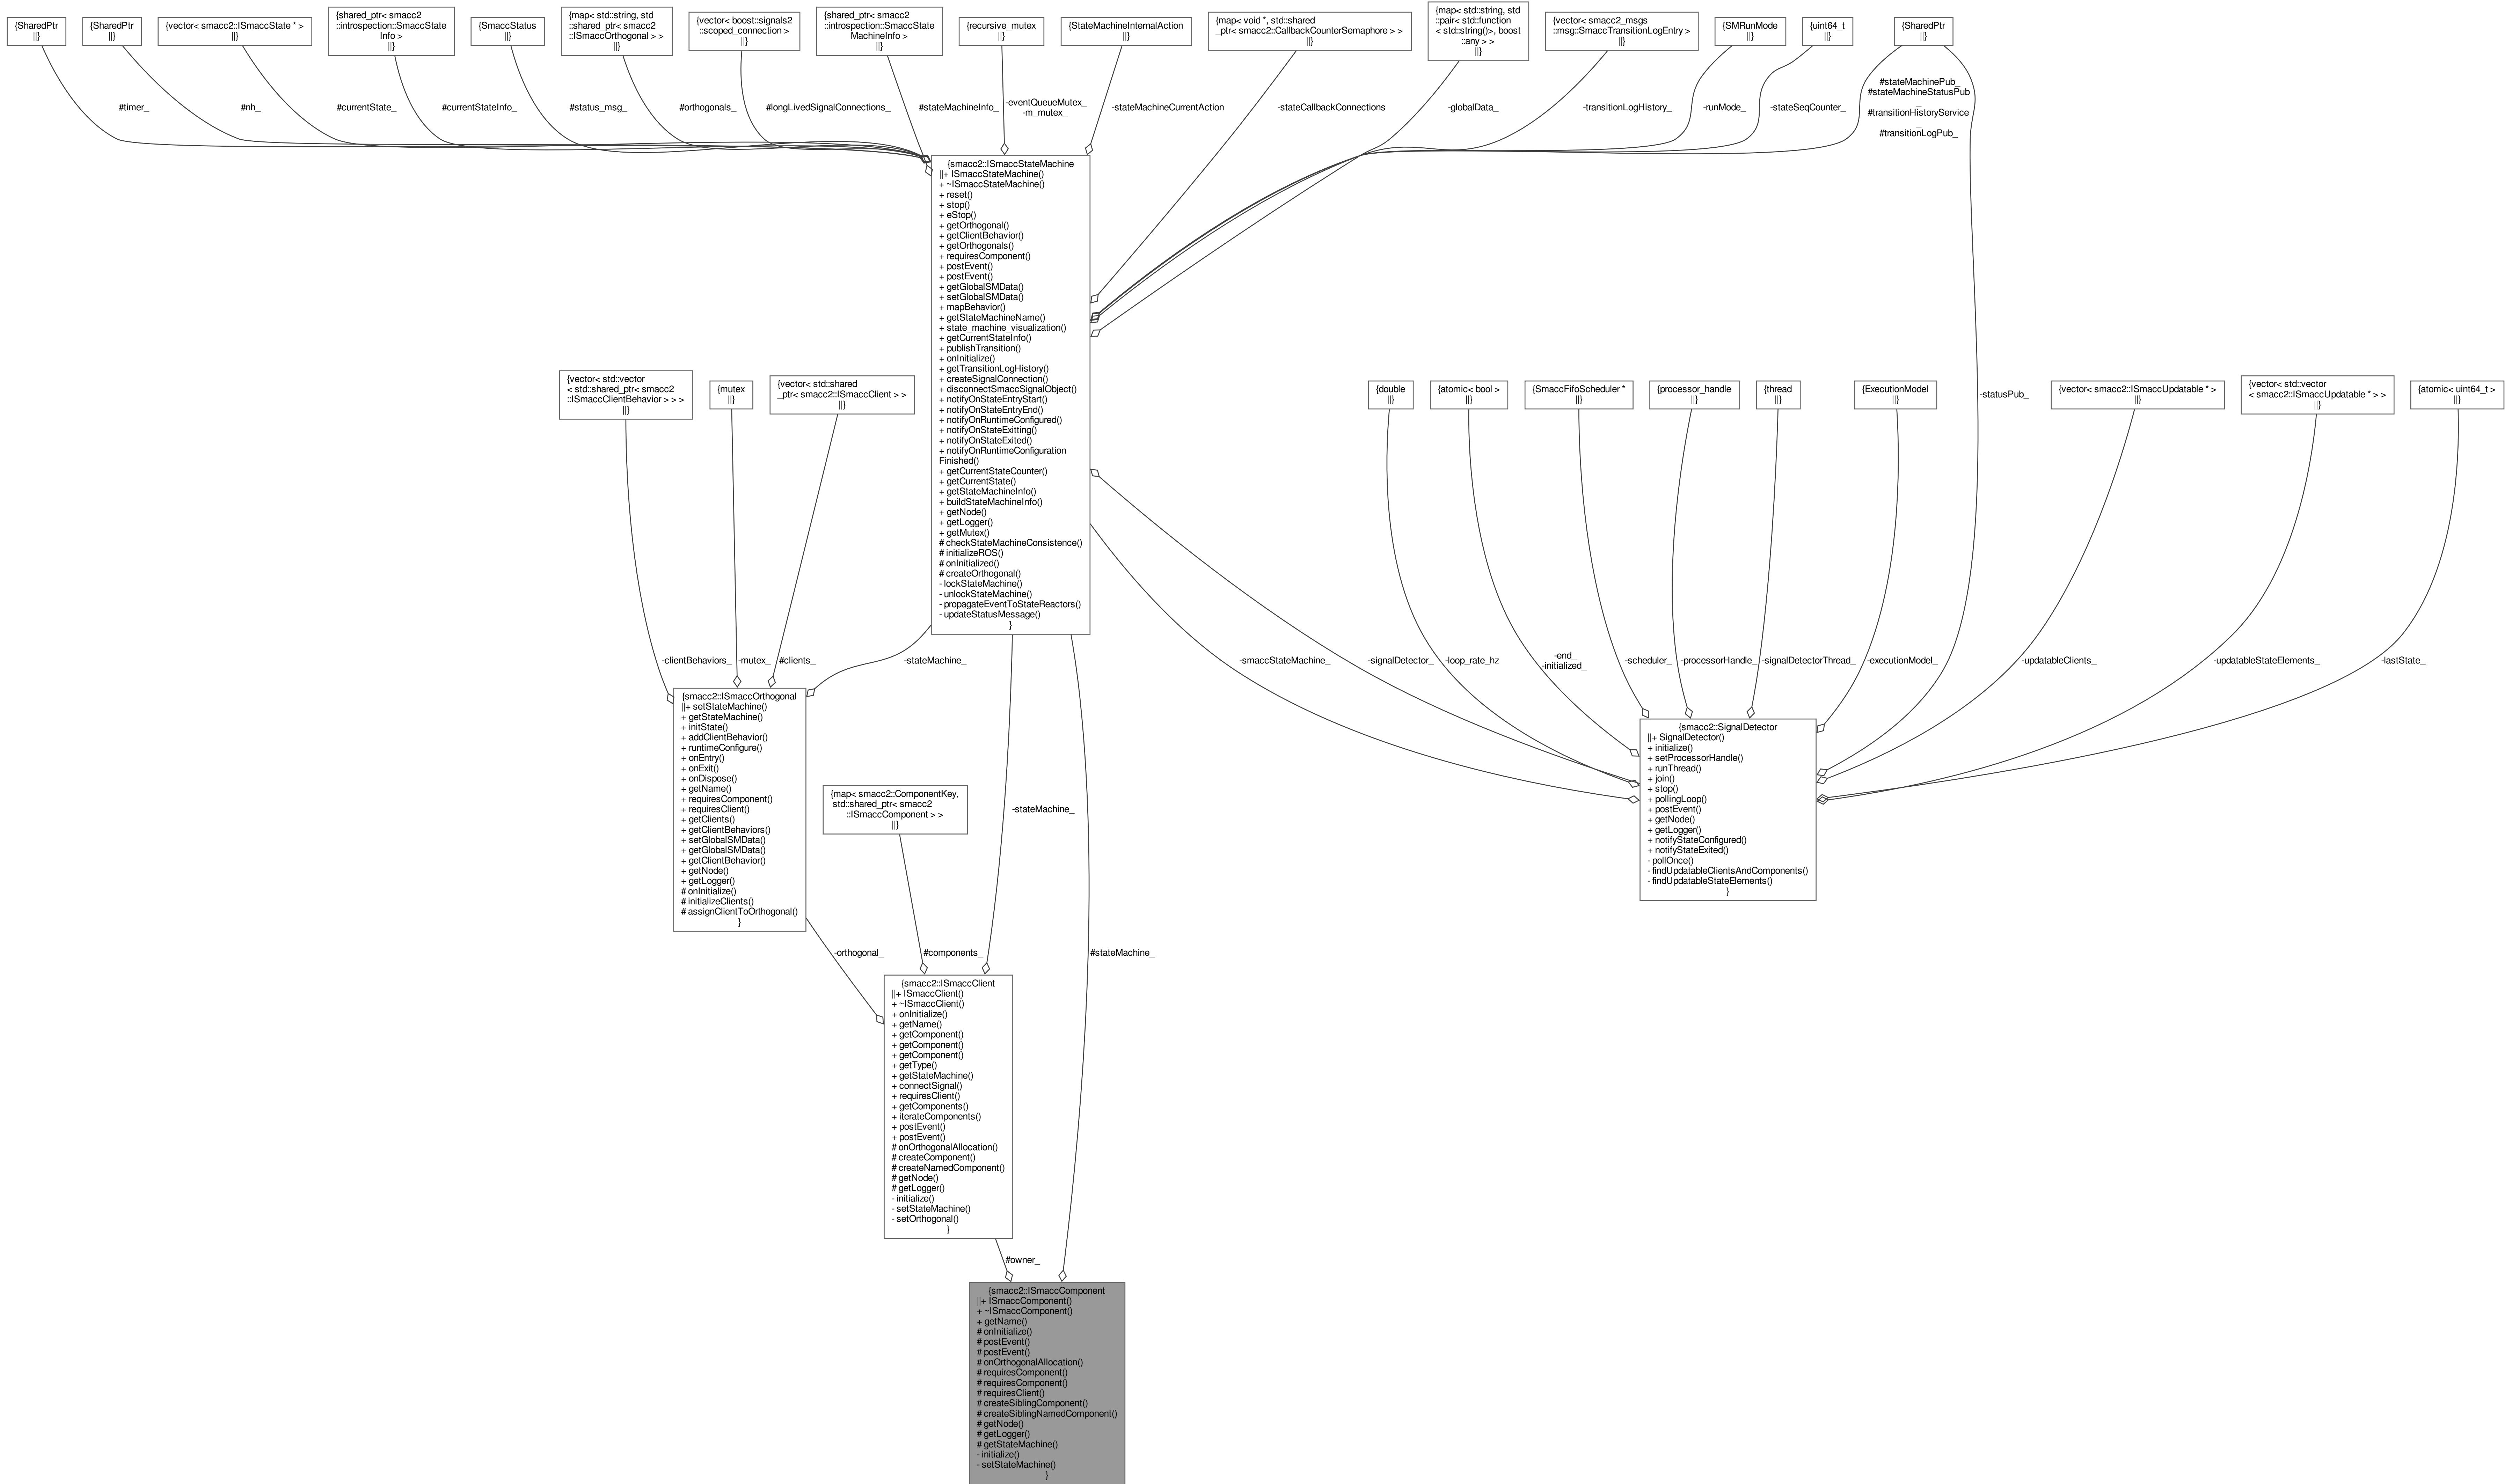 {SharedPtr
||}
{SharedPtr
||}
{vector< smacc2::ISmaccState * >
||}
{shared_ptr< smacc2
::introspection::SmaccState
Info >
||}
{SmaccStatus
||}
{map< std::string, std
::shared_ptr< smacc2
::ISmaccOrthogonal > >
||}
{vector< boost::signals2
::scoped_connection >
||}
{shared_ptr< smacc2
::introspection::SmaccState
MachineInfo >
||}
{recursive_mutex
||}
{StateMachineInternalAction
||}
{map< void *, std::shared
_ptr< smacc2::CallbackCounterSemaphore > >
||}
{map< std::string, std
::pair< std::function
< std::string()>, boost
::any > >
||}
{vector< smacc2_msgs
::msg::SmaccTransitionLogEntry >
||}
{SMRunMode
||}
{uint64_t
||}
{SharedPtr
||}
#timer_
#nh_
#currentState_
#currentStateInfo_
#status_msg_
#orthogonals_
#longLivedSignalConnections_
#stateMachineInfo_
-eventQueueMutex_
-m_mutex_
-stateMachineCurrentAction
-stateCallbackConnections
-globalData_
-transitionLogHistory_
-runMode_
-stateSeqCounter_
#stateMachinePub_
#stateMachineStatusPub
_
#transitionHistoryService
_
#transitionLogPub_
{smacc2::ISmaccStateMachine
||+ ISmaccStateMachine()
+ ~ISmaccStateMachine()
+ reset()
+ stop()
+ eStop()
+ getOrthogonal()
+ getClientBehavior()
+ getOrthogonals()
+ requiresComponent()
+ postEvent()
+ postEvent()
+ getGlobalSMData()
+ setGlobalSMData()
+ mapBehavior()
+ getStateMachineName()
+ state_machine_visualization()
+ getCurrentStateInfo()
+ publishTransition()
+ onInitialize()
+ getTransitionLogHistory()
+ createSignalConnection()
+ disconnectSmaccSignalObject()
+ notifyOnStateEntryStart()
+ notifyOnStateEntryEnd()
+ notifyOnRuntimeConfigured()
+ notifyOnStateExitting()
+ notifyOnStateExited()
+ notifyOnRuntimeConfiguration
Finished()
+ getCurrentStateCounter()
+ getCurrentState()
+ getStateMachineInfo()
+ buildStateMachineInfo()
+ getNode()
+ getLogger()
+ getMutex()
# checkStateMachineConsistence()
# initializeROS()
# onInitialized()
# createOrthogonal()
- lockStateMachine()
- unlockStateMachine()
- propagateEventToStateReactors()
- updateStatusMessage()
}
{vector< std::vector
< std::shared_ptr< smacc2
::ISmaccClientBehavior > > >
||}
{mutex
||}
{vector< std::shared
_ptr< smacc2::ISmaccClient > >
||}
{double
||}
{atomic< bool >
||}
{SmaccFifoScheduler *
||}
{processor_handle
||}
{thread
||}
{ExecutionModel
||}
-statusPub_
{vector< smacc2::ISmaccUpdatable * >
||}
{vector< std::vector
< smacc2::ISmaccUpdatable * > >
||}
{atomic< uint64_t >
||}
-clientBehaviors_
-mutex_
#clients_
-stateMachine_
-smaccStateMachine_
-signalDetector_
-loop_rate_hz
-end_
-initialized_
-scheduler_
-processorHandle_
-signalDetectorThread_
-executionModel_
-updatableClients_
-updatableStateElements_
-lastState_
{smacc2::ISmaccOrthogonal
||+ setStateMachine()
+ getStateMachine()
+ initState()
+ addClientBehavior()
+ runtimeConfigure()
+ onEntry()
+ onExit()
+ onDispose()
+ getName()
+ requiresComponent()
+ requiresClient()
+ getClients()
+ getClientBehaviors()
+ setGlobalSMData()
+ getGlobalSMData()
+ getClientBehavior()
+ getNode()
+ getLogger()
# onInitialize()
# initializeClients()
# assignClientToOrthogonal()
}
{smacc2::SignalDetector
||+ SignalDetector()
+ initialize()
+ setProcessorHandle()
+ runThread()
+ join()
+ stop()
+ pollingLoop()
+ postEvent()
+ getNode()
+ getLogger()
+ notifyStateConfigured()
+ notifyStateExited()
- pollOnce()
- findUpdatableClientsAndComponents()
- findUpdatableStateElements()
}
{map< smacc2::ComponentKey,
std::shared_ptr< smacc2
::ISmaccComponent > >
||}
-stateMachine_
-orthogonal_
#components_
#stateMachine_
{smacc2::ISmaccClient
||+ ISmaccClient()
+ ~ISmaccClient()
+ onInitialize()
+ getName()
+ getComponent()
+ getComponent()
+ getComponent()
+ getType()
+ getStateMachine()
+ connectSignal()
+ requiresClient()
+ getComponents()
+ iterateComponents()
+ postEvent()
+ postEvent()
# onOrthogonalAllocation()
# createComponent()
# createNamedComponent()
# getNode()
# getLogger()
- initialize()
- setStateMachine()
- setOrthogonal()
}
#owner_
{smacc2::ISmaccComponent
||+ ISmaccComponent()
+ ~ISmaccComponent()
+ getName()
# onInitialize()
# postEvent()
# postEvent()
# onOrthogonalAllocation()
# requiresComponent()
# requiresComponent()
# requiresClient()
# createSiblingComponent()
# createSiblingNamedComponent()
# getNode()
# getLogger()
# getStateMachine()
- initialize()
- setStateMachine()
}